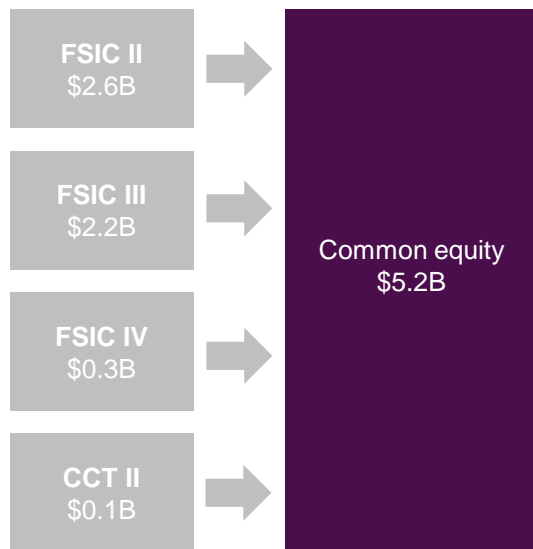 FSIC II
$2.6B
FSIC III
$2.2B
FSIC IV
$0.3B
CCT II
$0.1B
Common equity
$5.2B